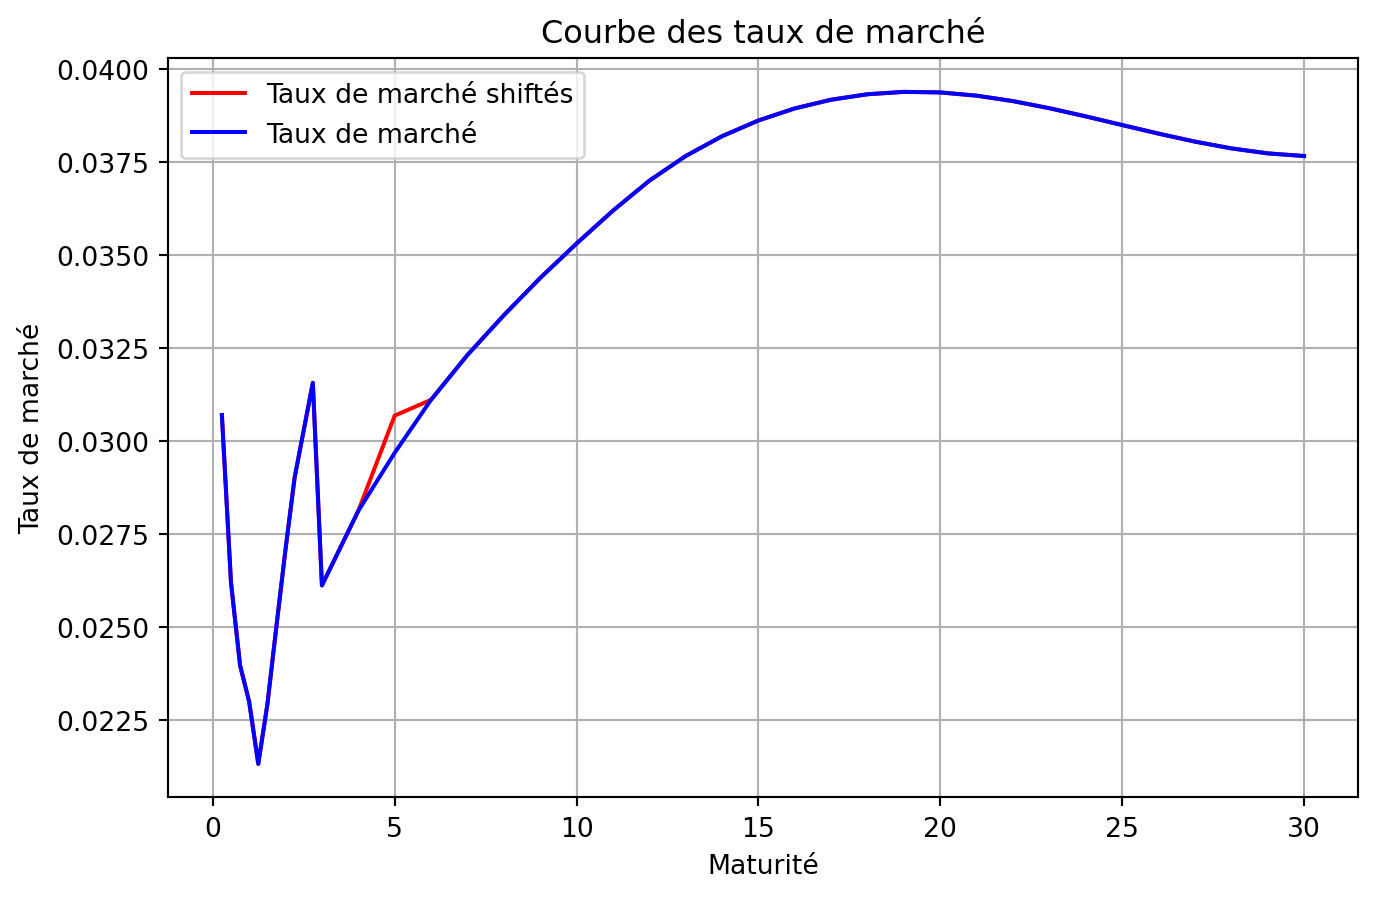 Courbe des taux de marché
Taux de marché shiftés
Taux de marché
0.0400
0.0375
0.0350
0.0325
0.0300
0.0275
0.0250
0.0225
Taux de marché
0 5 10 15 20 25 30
Maturité